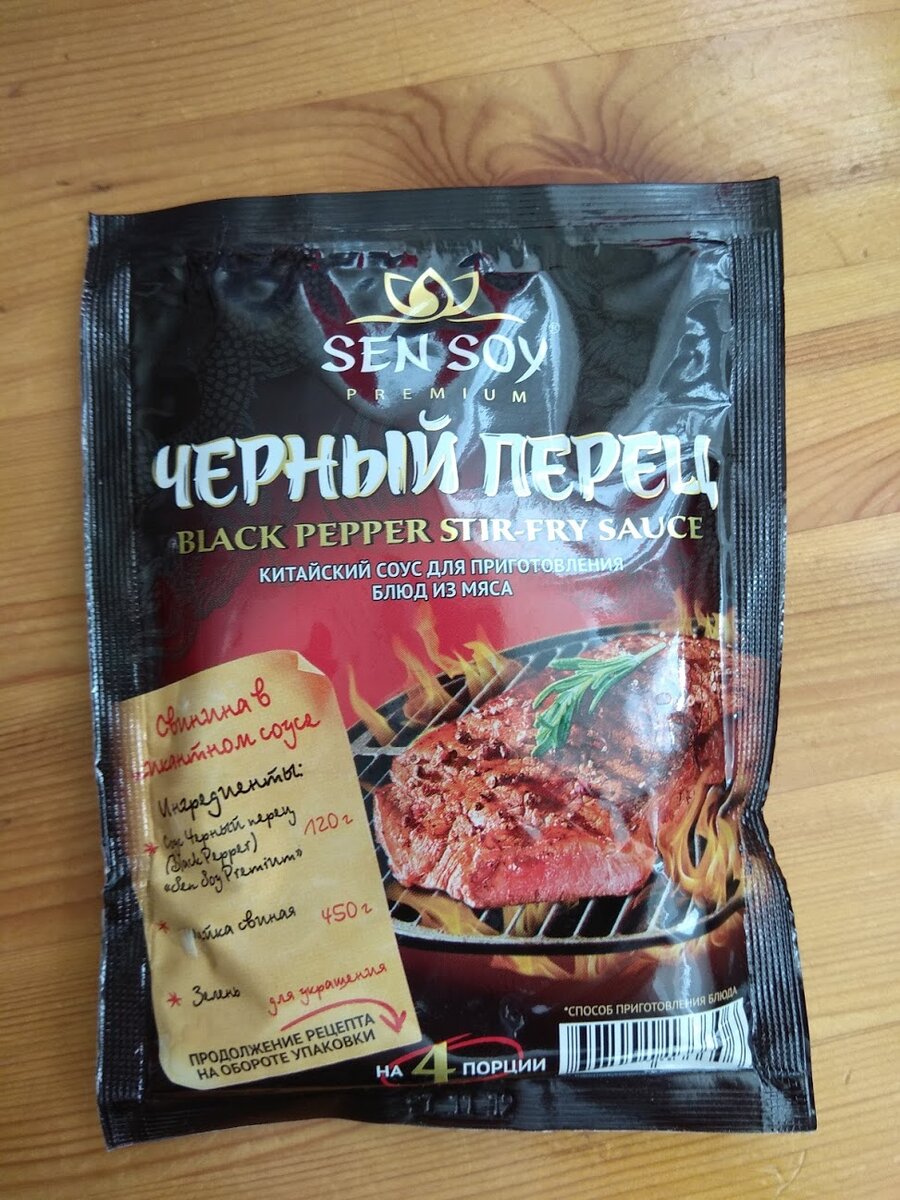 SEN SOY®
PREMIUM
ЧЕРНЫЙ ПЕРЕЦ
BLACK PEPPER STIR-FRY SAUCE
КИТАЙСКИЙ СОУС ДЛЯ ПРИГОТОВЛЕНИЯ
БЛЮД ИЗ МЯСА
Свинина в
пикантном соусе
Ингредиенты:
* Соус Черный перец 120 г
(Black Pepper)
«Sen Soy Premium»
* свиная 450 г
* Зелень для украшения
ПРОДОЛЖЕНИЕ РЕЦЕПТА
НА ОБОРОТЕ УПАКОВКИ
*СПОСОБ ПРИГОТОВЛЕНИЯ БЛЮДА
НА 4 ПОРЦИИ